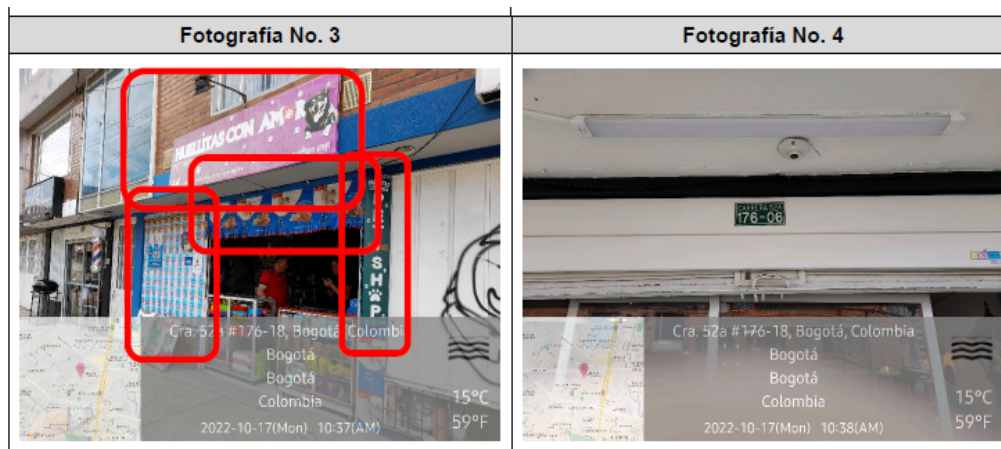 Fotografía No. 3
HUELLITAS CON AMOR
PET SHOP
Cra. 52a #176-18, Bogotá, Colombia
Bogotá
Bogotá
Colombia
15°C
59°F
2022-10-17(Mon) 10:37(AM)
Fotografía No. 4
CARRERA 52A
176-06
Cra. 52a #176-18, Bogotá, Colombia
Bogotá
Bogotá
Colombia
15°C
59°F
2022-10-17(Mon) 10:38(AM)